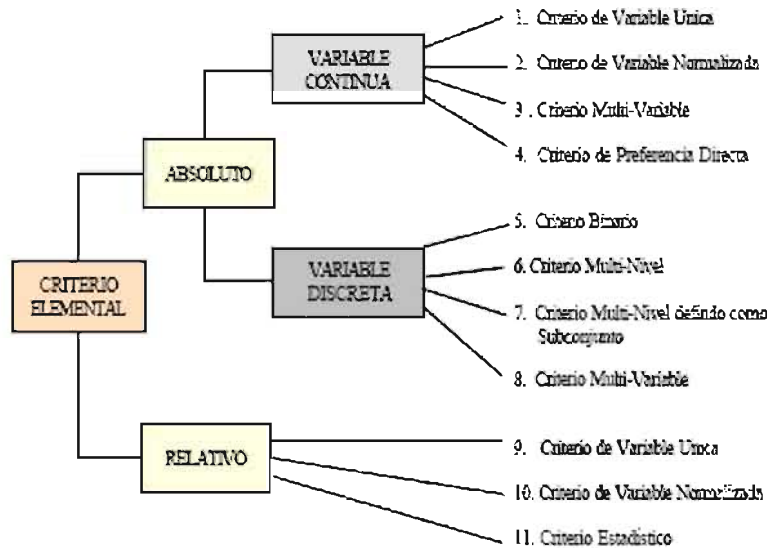 CRITERIO
ELEMENTAL
ABSOLUTO
VARIABLE
CONTINUA
1. Criterio de Variable Unica
2. Criterio de Variable Normalizada
3. Criterio Multi-Variable
4. Criterio de Preferencia Directa
VARIABLE
DISCRETA
5. Criterio Binario
6. Criterio Multi-Nivel
7. Criterio Multi-Nivel definido como
Subconjunto
8. Criterio Multi-Variable
RELATIVO
9. Criterio de Variable Unica
10. Criterio de Variable Normalizada
11. Criterio Estadístico